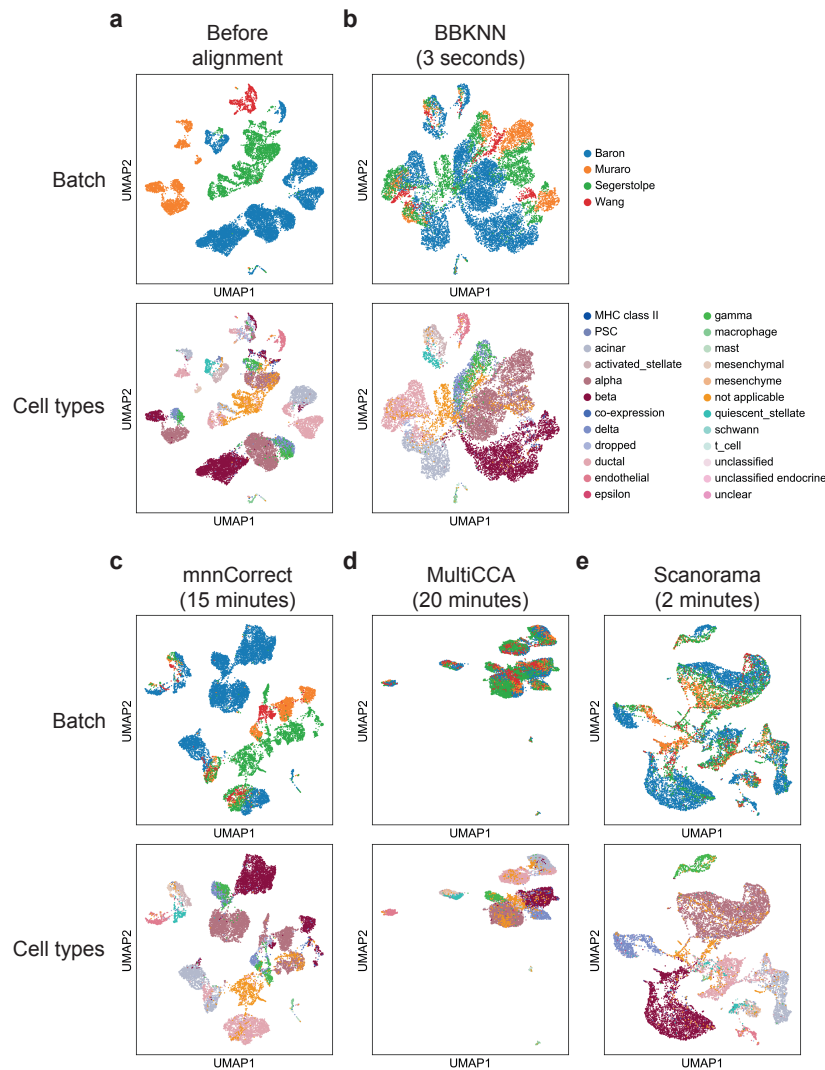 a
Before
alignment
b
BBKNN
(3 seconds)
Batch
UMAP2
UMAP1
UMAP2
UMAP1
Baron
Muraro
Segerstolpe
Wang
Cell types
UMAP2
UMAP1
UMAP2
UMAP1
MHC class II
PSC
acinar
activated_stellate
alpha
beta
co-expression
delta
dropped
ductal
endothelial
epsilon
gamma
macrophage
mast
mesenchymal
mesenchyme
not applicable
quiescent_stellate
schwann
t_cell
unclassified
unclassified endocrine
unclear
c
mnnCorrect
(15 minutes)
d
MultiCCA
(20 minutes)
e
Scanorama
(2 minutes)
Batch
UMAP2
UMAP1
UMAP2
UMAP1
UMAP2
UMAP1
Cell types
UMAP2
UMAP1
UMAP2
UMAP1
UMAP2
UMAP1